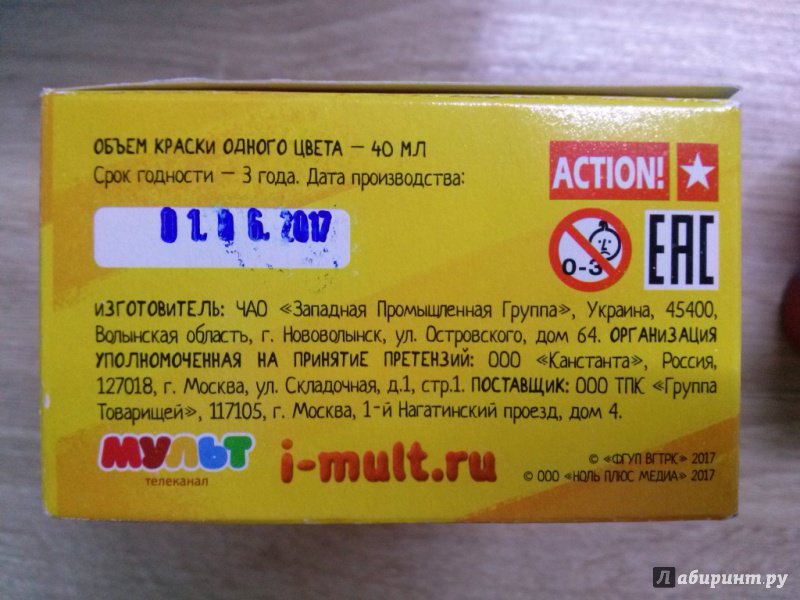 ОБЪЕМ КРАСКИ ОДНОГО ЦВЕТА – 40 МЛ
Срок годности – 3 года. Дата производства:
01.06.2017
ACTION!
0-3
EAC
ИЗГОТОВИТЕЛЬ: ЧАО «Западная Промышленная Группа», Украина, 45400,
Волынская область, г. Нововолынск, ул. Островского, дом 64. ОРГАНИЗАЦИЯ
УПОЛНОМОЧЕННАЯ НА ПРИНЯТИЕ ПРЕТЕНЗИЙ: ООО «Канстанта», Россия,
127018, г. Москва, ул. Складочная, д.1, стр.1. ПОСТАВЩИК: ООО ТПК «Группа
Товарищей», 117105, г. Москва, 1-й Нагатинский проезд, дом 4.
МУЛЬТ
телеканал
i-mult.ru
© «ФГУП ВГТРК» 2017
© ООО «НОЛЬ ПЛЮС МЕДИА» 2017
Лабиринт.ру